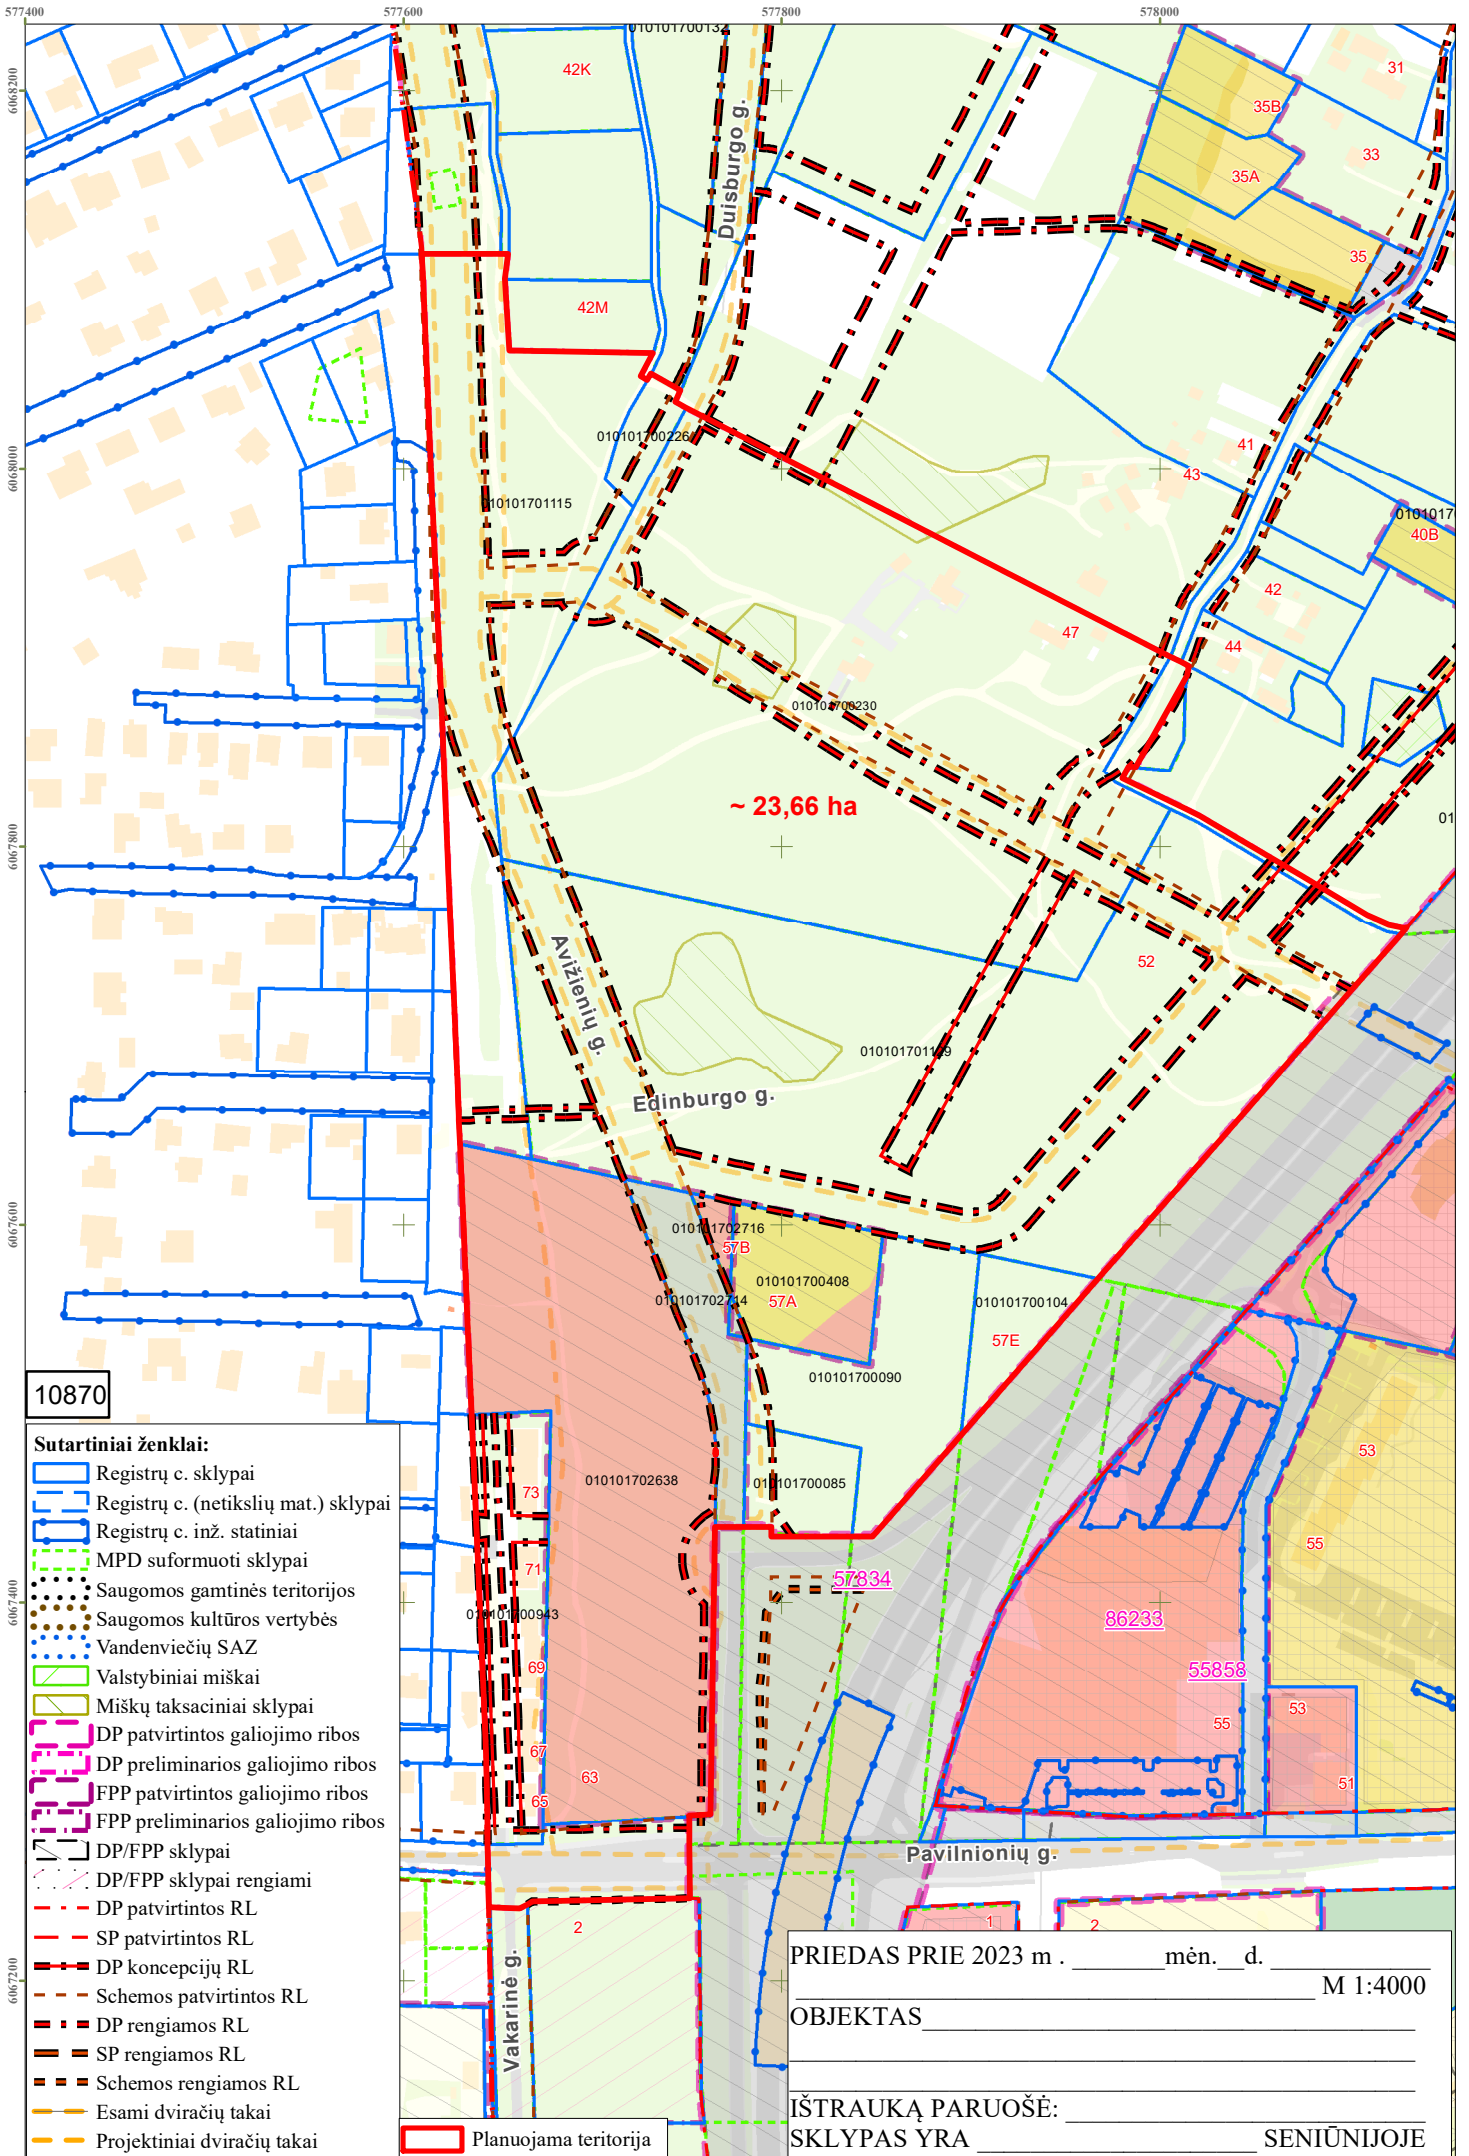 577400
577600
577800
578000
6068200
6068000
6067800
6067600
6067400
6067200
42K
Duisburgo g.
31
35B
33
35A
35
42M
41
43
40B
010101701115
42
44
47
010101700230
~ 23,66 ha
Avižienių g.
52
Edinburgo g.
010101702716
57B
010101700408
57A
010101702714
010101700104
57E
010101700090
53
010101702638
010101700085
73
71
55
57834
86233
010101700943
69
55858
53
55
67
63
65
51
Pavilnionių g.
2
1
2
Vakarinė g.
10870
Sutartiniai ženklai:
Registrų c. sklypai
Registrų c. (netikslių mat.) sklypai
Registrų c. inž. statiniai
MPD suformuoti sklypai
Saugomos gamtinės teritorijos
Saugomos kultūros vertybės
Vandenviečių SAZ
Valstybiniai miškai
Miškų taksaciniai sklypai
DP patvirtintos galiojimo ribos
DP preliminarios galiojimo ribos
FPP patvirtintos galiojimo ribos
FPP preliminarios galiojimo ribos
DP/FPP sklypai
DP/FPP sklypai rengiami
DP patvirtintos RL
SP patvirtintos RL
DP koncepcijų RL
Schemos patvirtintos RL
DP rengiamos RL
SP rengiamos RL
Schemos rengiamos RL
Esami dviračių takai
Projektiniai dviračių takai
Planuojama teritorija
PRIEDAS PRIE 2023 m . _______mėn.__d. ____________
_______________________________________ M 1:4000
OBJEKTAS_____________________________________
IŠTRAUKĄ PARUOŠĖ: ___________________________
SKLYPAS YRA _____________________ SENIŪNIJOJE